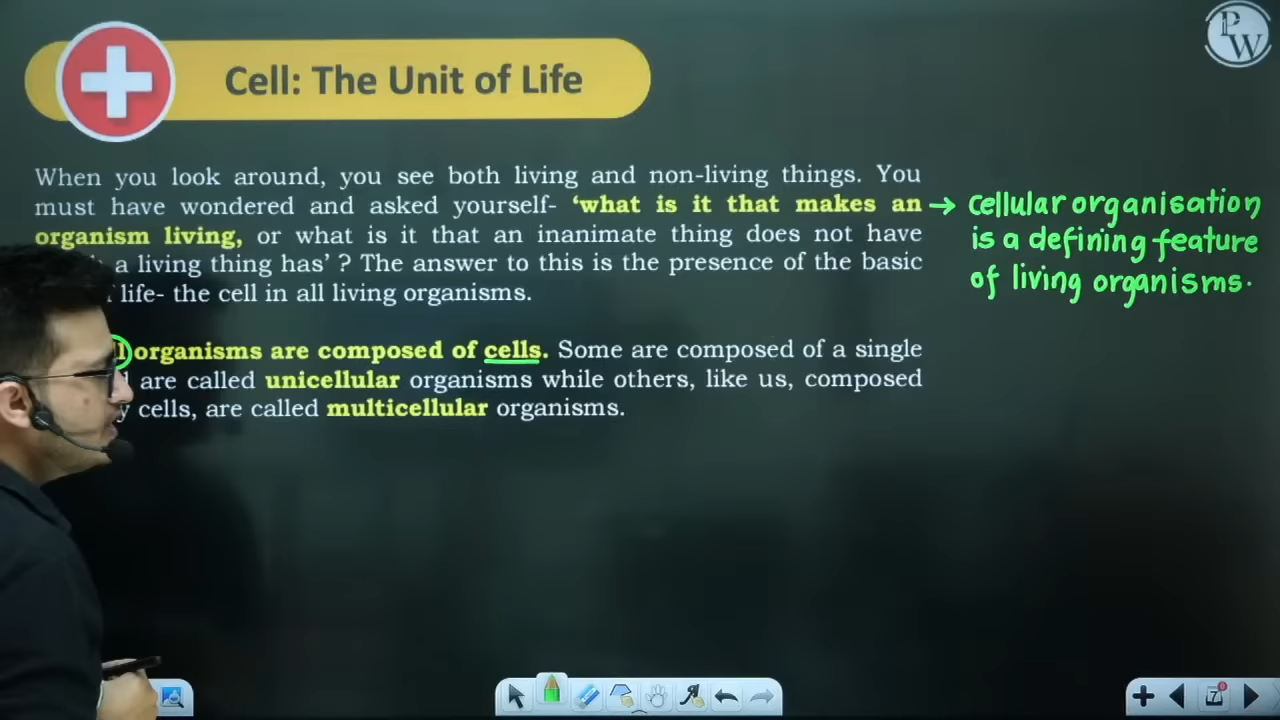 PW
Cell: The Unit of Life
When you look around, you see both living and non-living things. You
must have wondered and asked yourself- ‘what is it that makes an
organism living, or what is it that an inanimate thing does not have
a living thing has’ ? The answer to this is the presence of the basic
life- the cell in all living organisms.
organisms are composed of cells. Some are composed of a single
are called unicellular organisms while others, like us, composed
cells, are called multicellular organisms.
→ cellular organisation
is a defining feature
of living organisms.
7